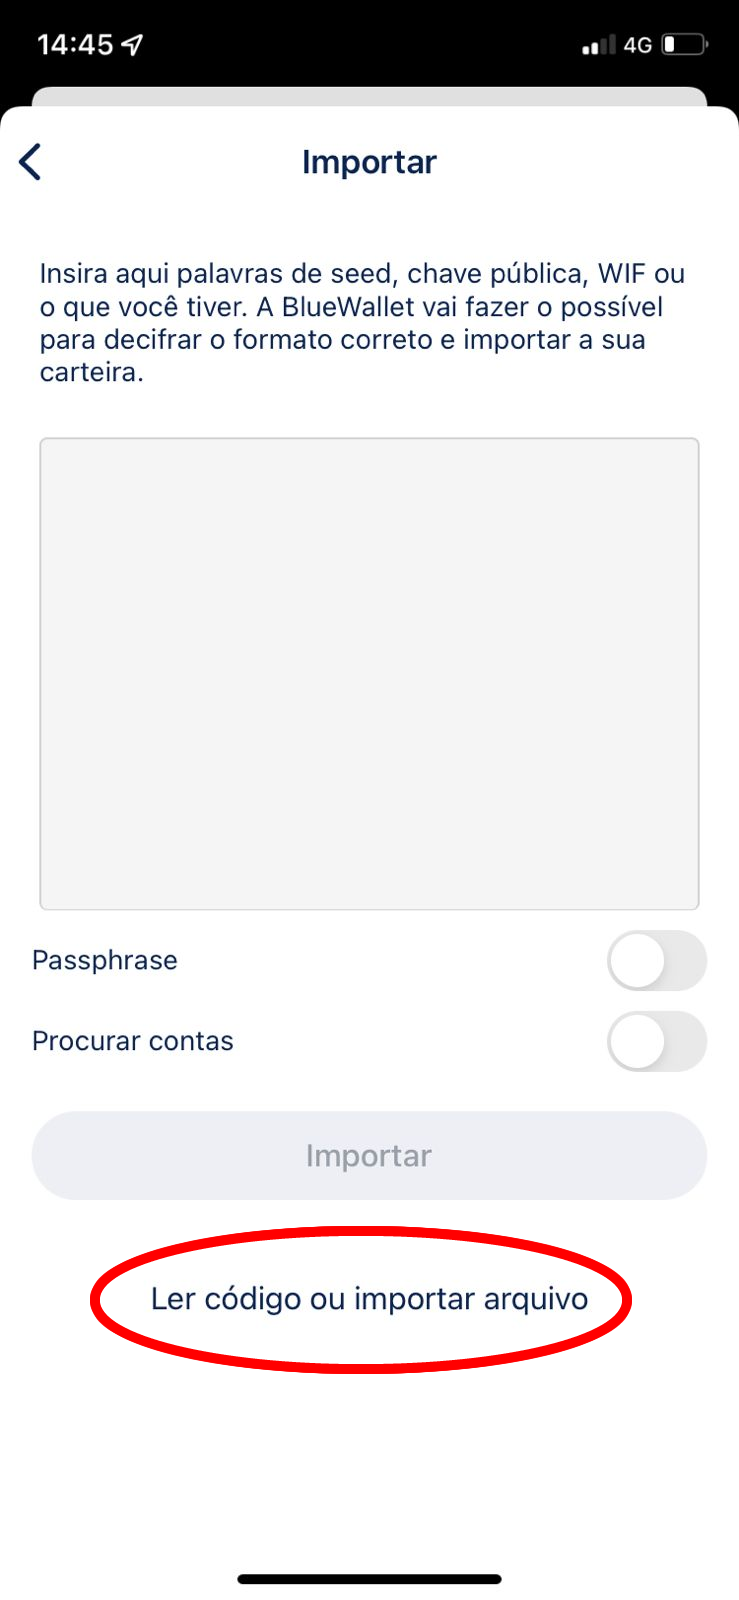 14:45
4G
Importar
Insira aqui palavras de seed, chave pública, WIF ou
o que você tiver. A BlueWallet vai fazer o possível
para decifrar o formato correto e importar a sua
carteira.
Passphrase
Procurar contas
Importar
Ler código ou importar arquivo